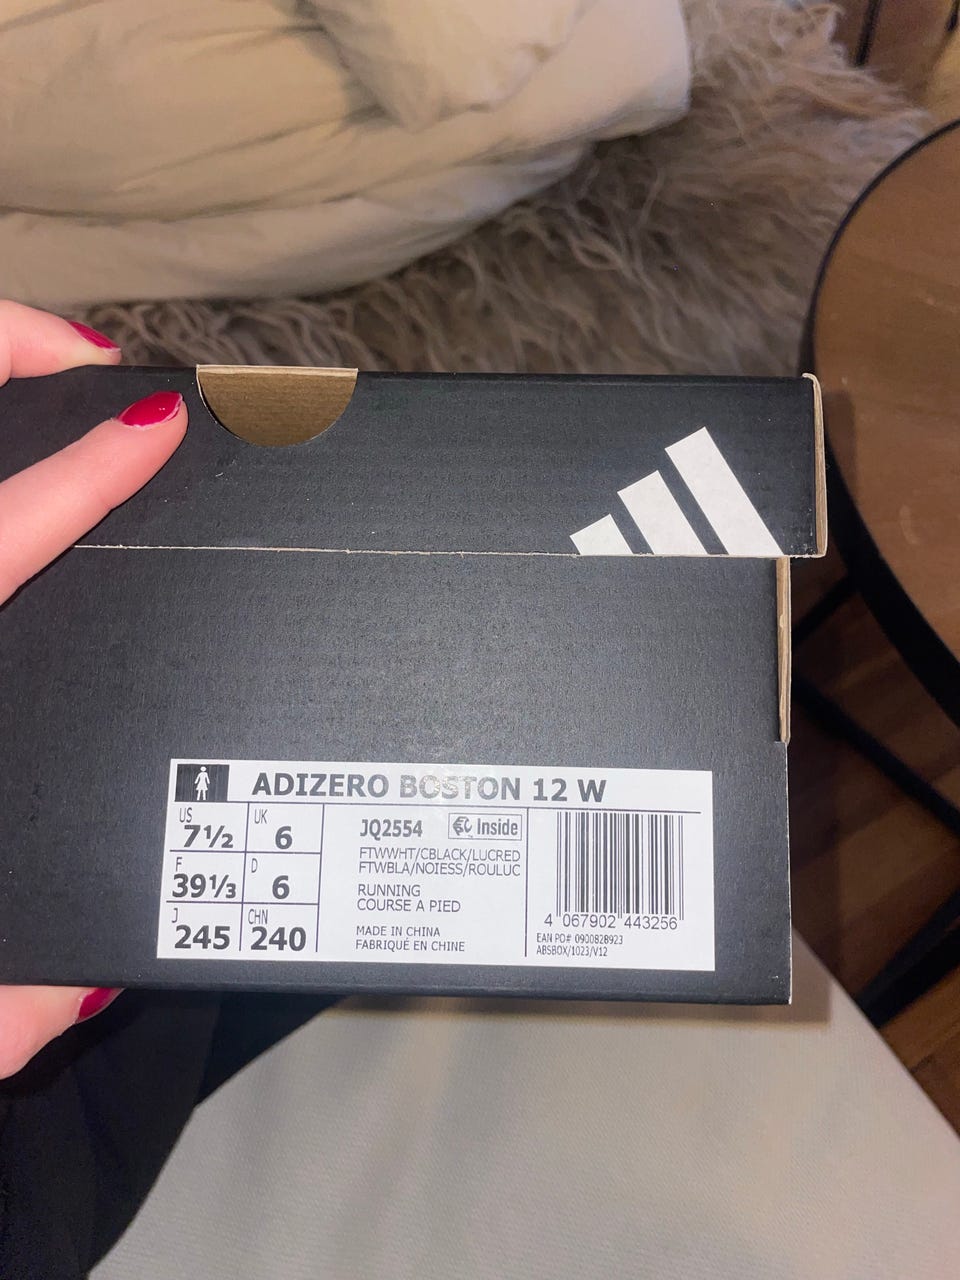 ADIZERO BOSTON 12 W
US
7½
UK
6
F
39⅓
D
6
J
245
CHN
240
JQ2554
Inside
FTWWHT/CBLACK/LUCRED
FTWBLA/NOIESS/ROULUC
RUNNING
COURSE A PIED
MADE IN CHINA
FABRIQUÉ EN CHINE
4 067902 443256
EAN PO# 0900828923
ABSBOX/1023/V12